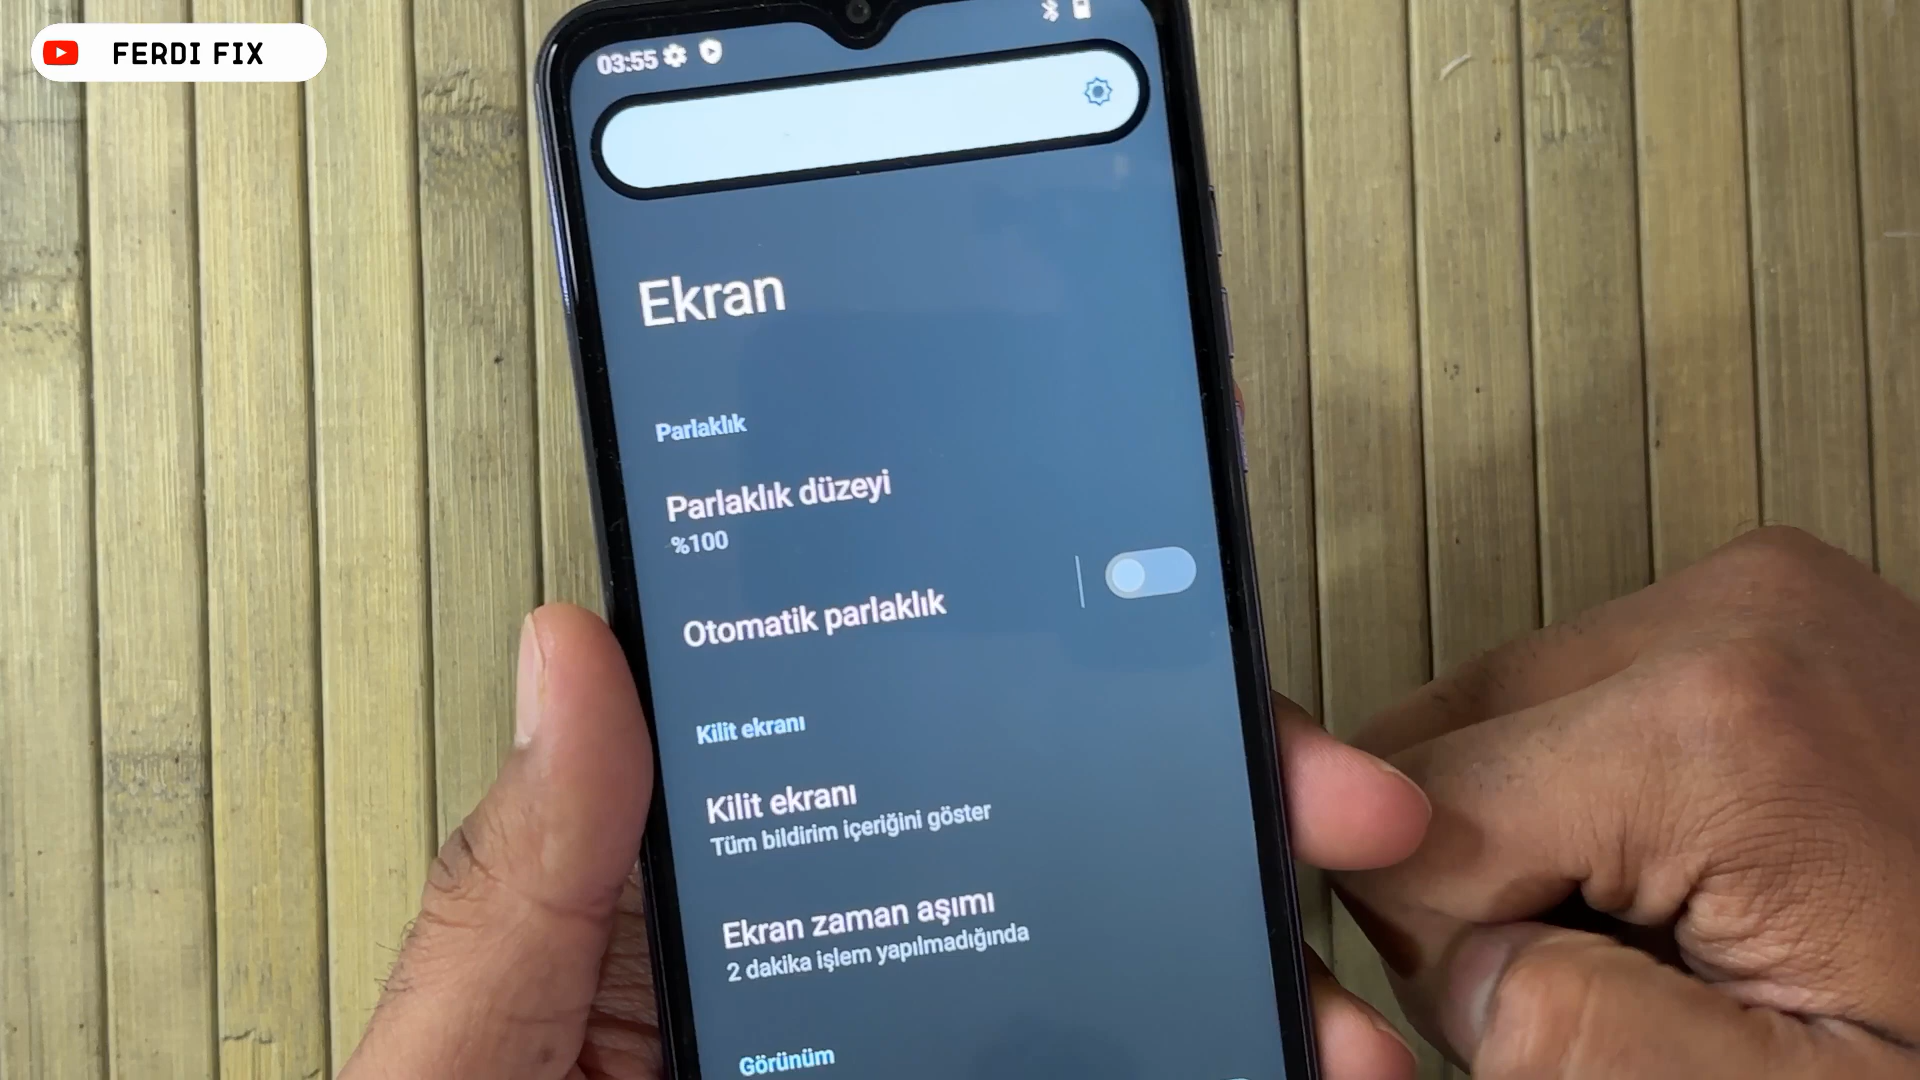 FERDI FIX
03:55
Ekran
Parlaklık
Parlaklık düzeyi
%100
Otomatik parlaklık
Kilit ekranı
Kilit ekranı
Tüm bildirim içeriğini göster
Ekran zaman aşımı
2 dakika işlem yapılmadığında
Görünüm